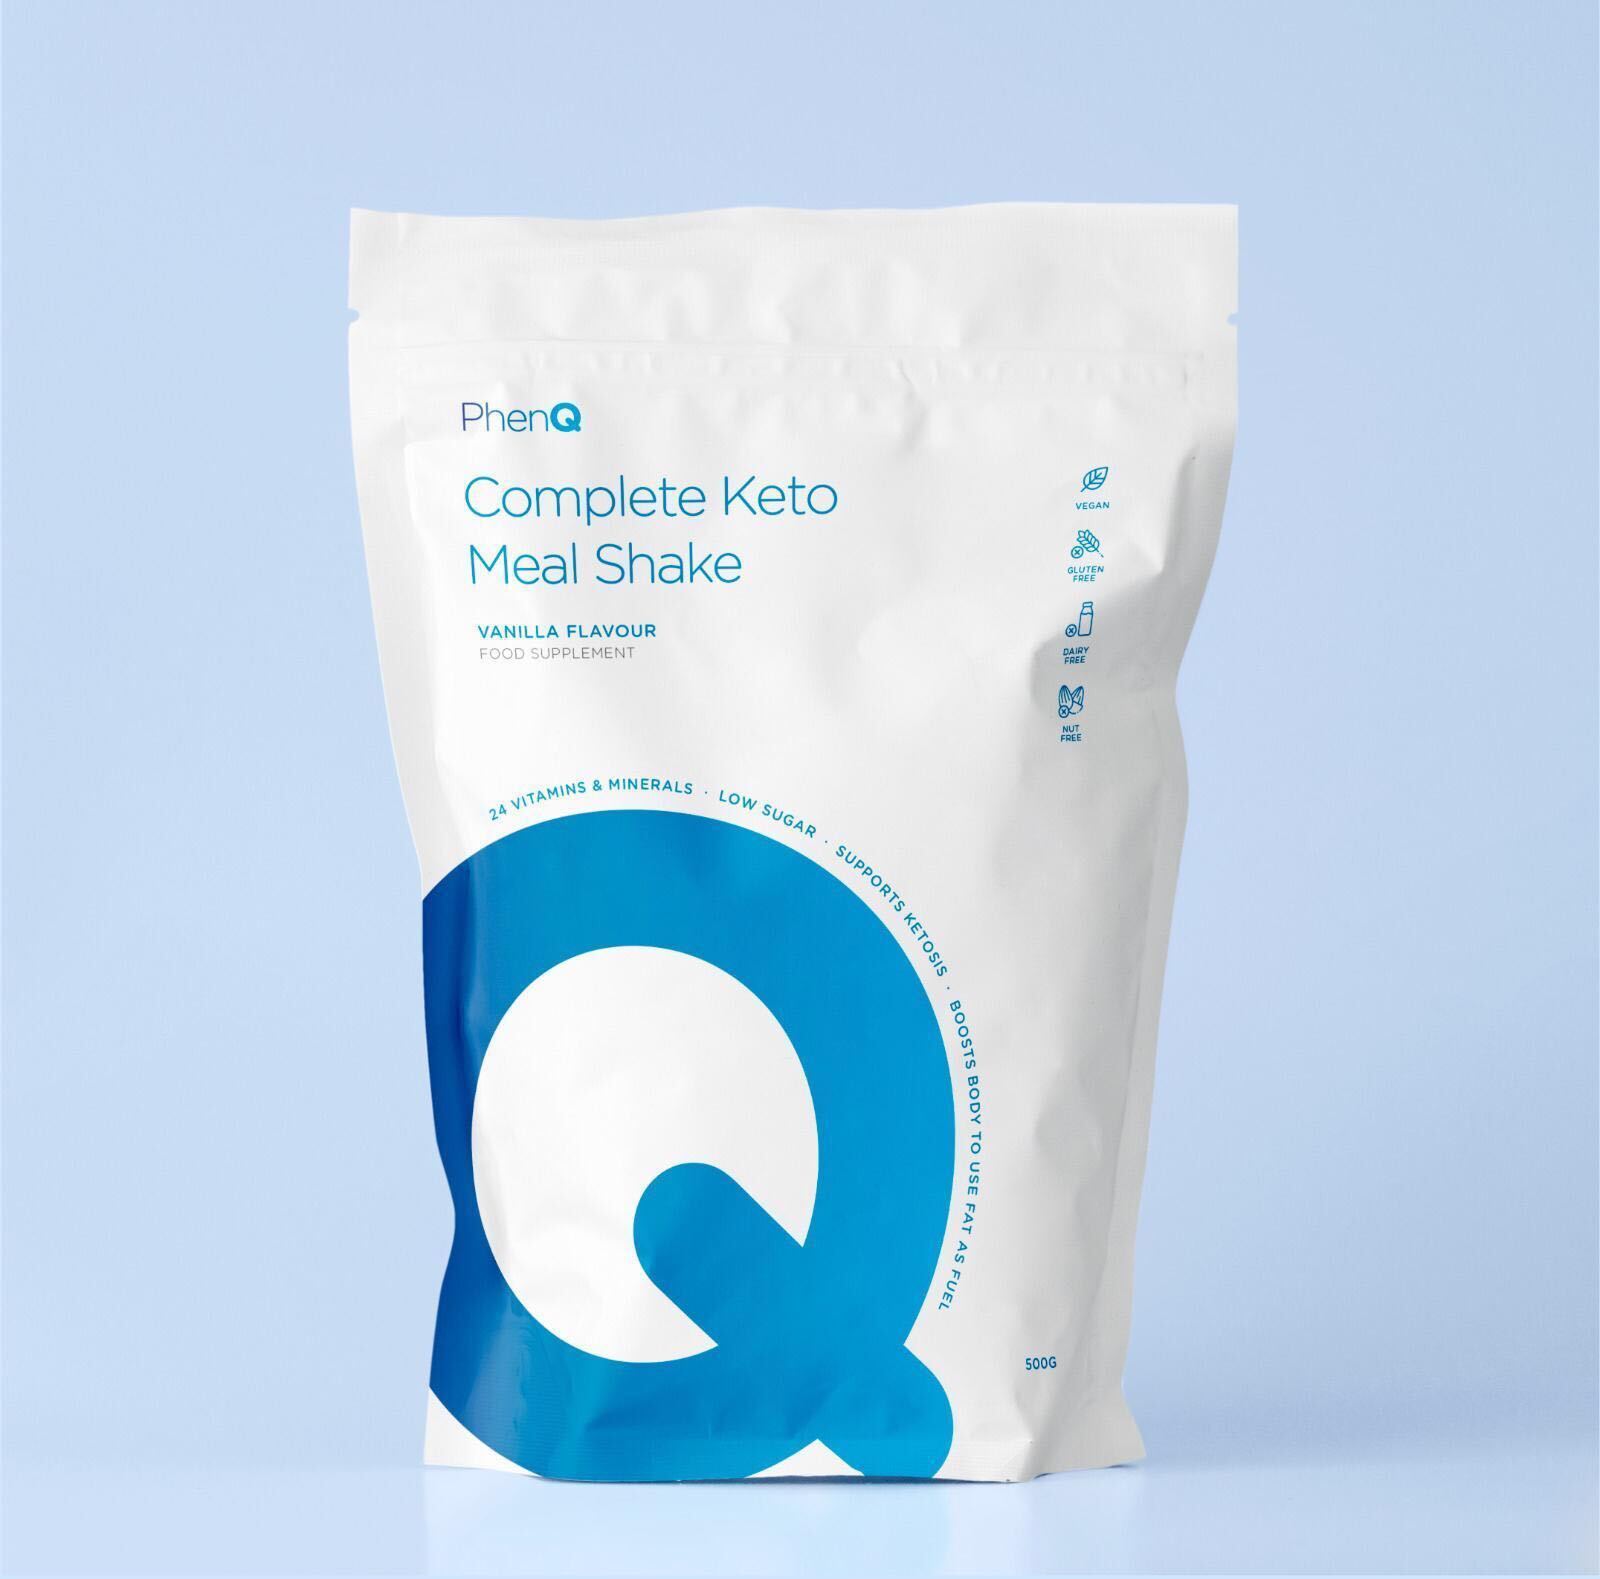 PhenQ
Complete Keto
Meal Shake
VANILLA FLAVOUR
FOOD SUPPLEMENT
VEGAN
GLUTEN
FREE
DAIRY
FREE
NUT
FREE
24 VITAMINS & MINERALS · LOW SUGAR · SUPPORTS KETOSIS · BOOSTS BODY TO USE FAT AS FUEL
500G